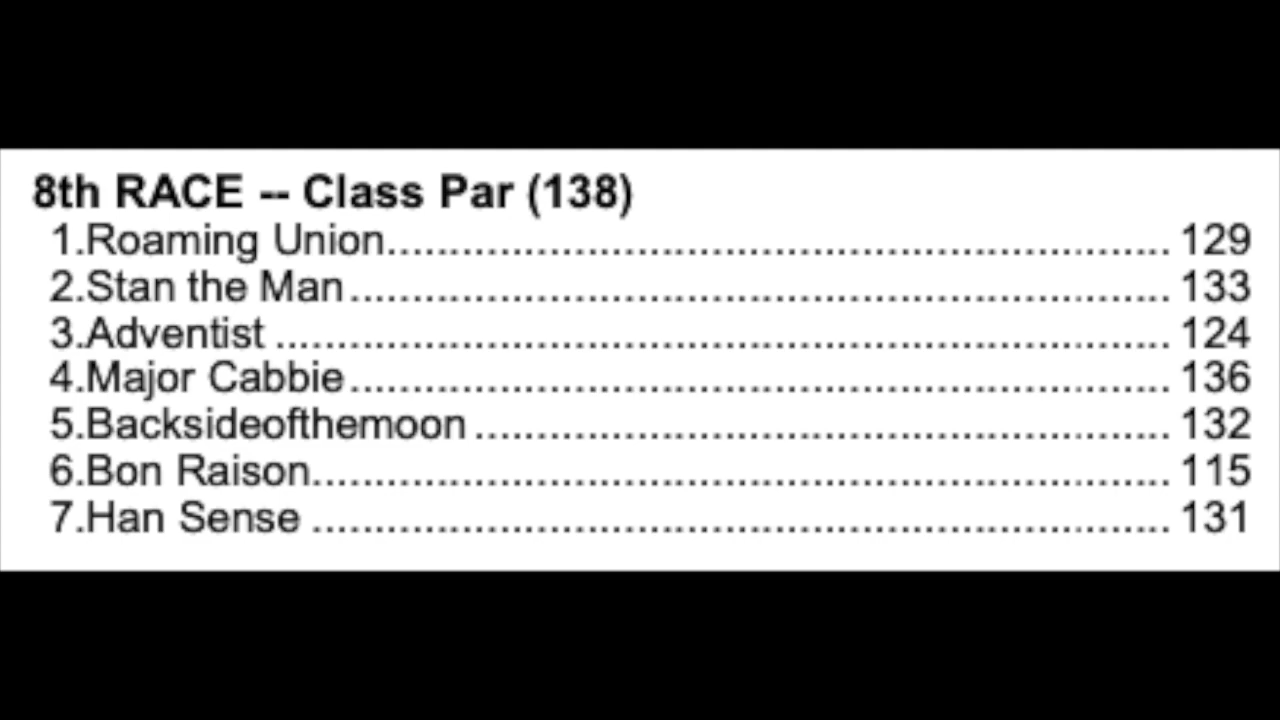 8th RACE -- Class Par (138)
1.Roaming Union.......................................................................... 129
2.Stan the Man............................................................................. 133
3.Adventist .................................................................................... 124
4.Major Cabbie............................................................................. 136
5.Backsideofthemoon ................................................................. 132
6.Bon Raison................................................................................ 115
7.Han Sense ................................................................................ 131